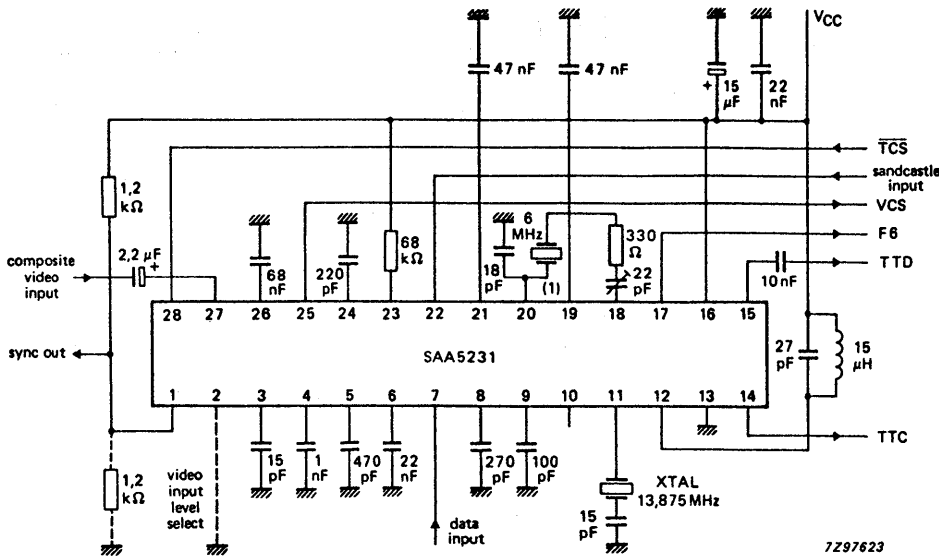 VCC
47 nF
47 nF
+ 15 µF
22 nF
TCS
1,2 kΩ
sandcastle input
VCS
6 MHz
330 Ω
F6
composite video input
2,2 µF
+
68 nF
220 pF
68 kΩ
18 pF
(1)
22 pF
10 nF
TTD
28 27 26 25 24 23 22 21 20 19 18 17 16 15
sync out
SAA5231
27 pF
15 µH
1 2 3 4 5 6 7 8 9 10 11 12 13 14
TTC
1,2 kΩ
video input level select
15 pF
1 nF
470 pF
22 nF
270 pF
100 pF
XTAL
13,875 MHz
data input
15 pF
7Z97623